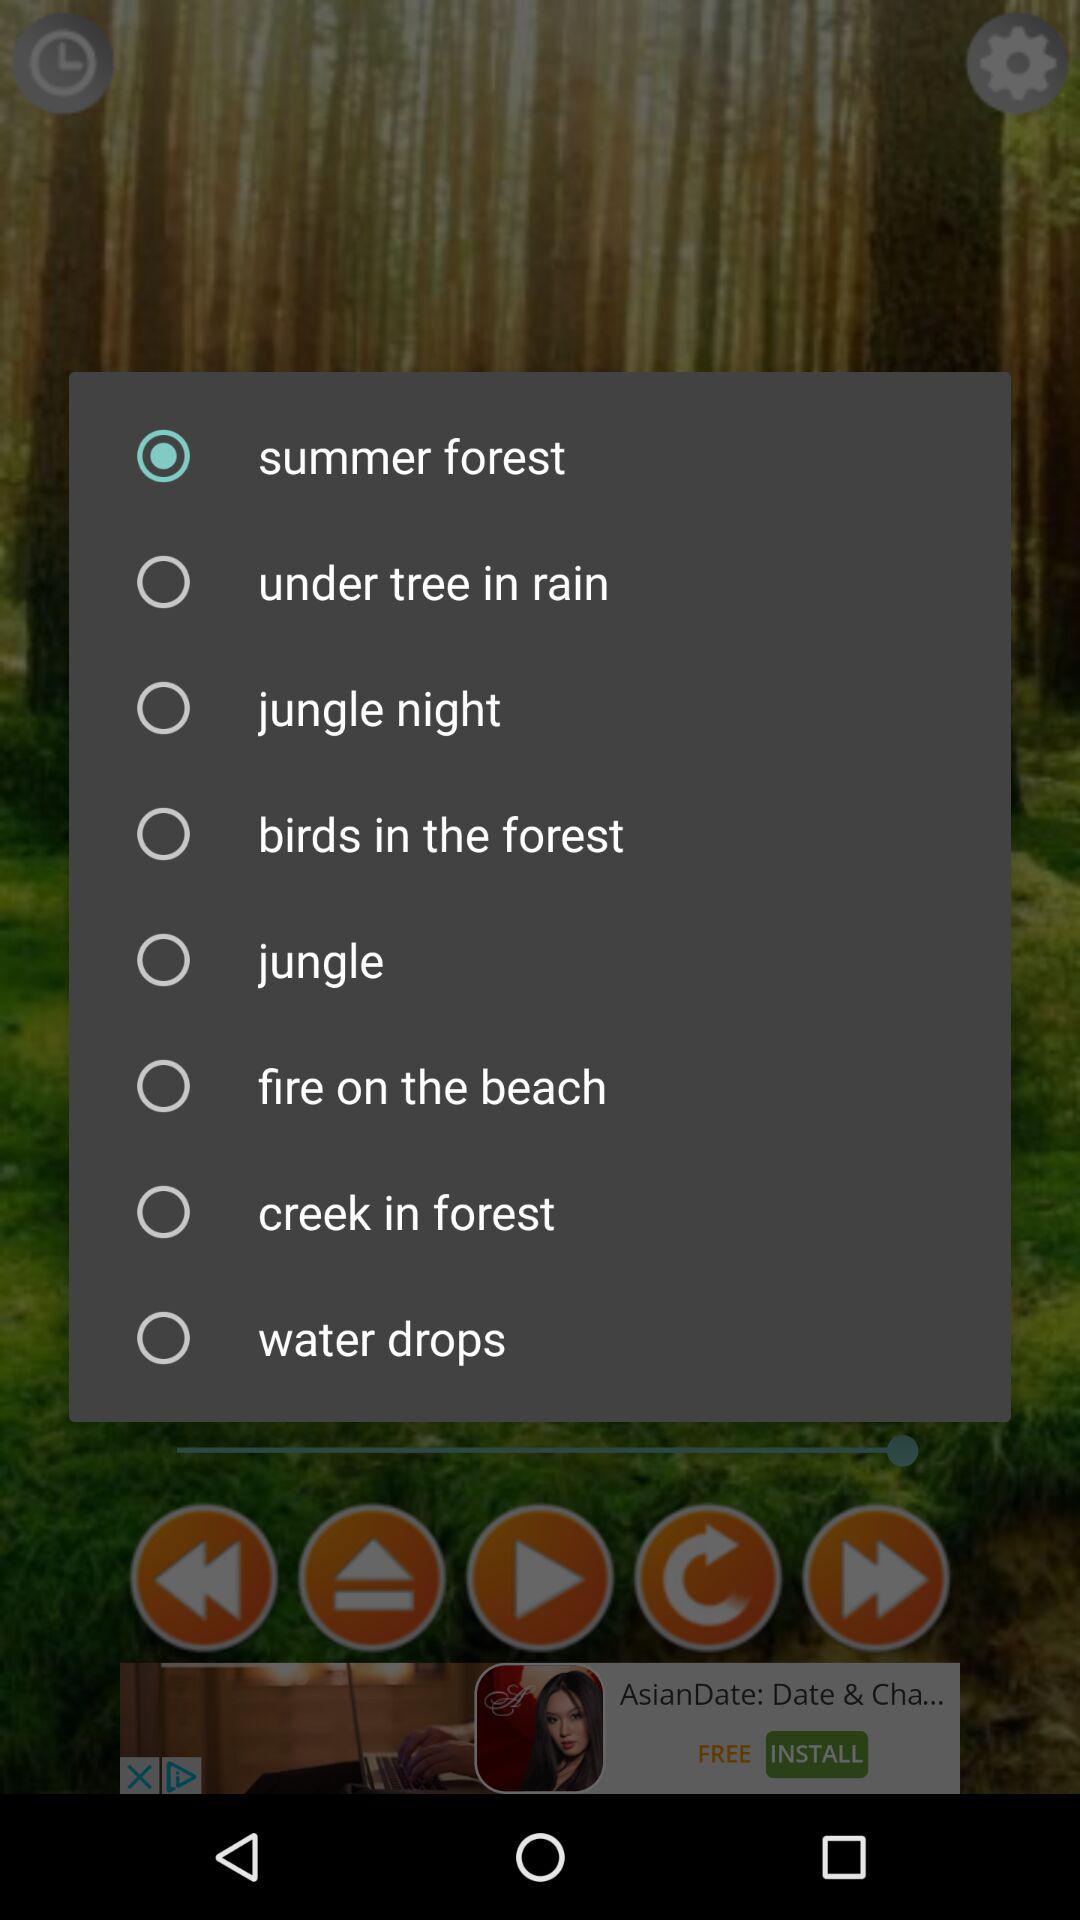 summer forest
under tree in rain
jungle night
birds in the forest
jungle
fire on the beach
creek in forest
water drops
AsianDate: Date & Cha...
FREE INSTALL